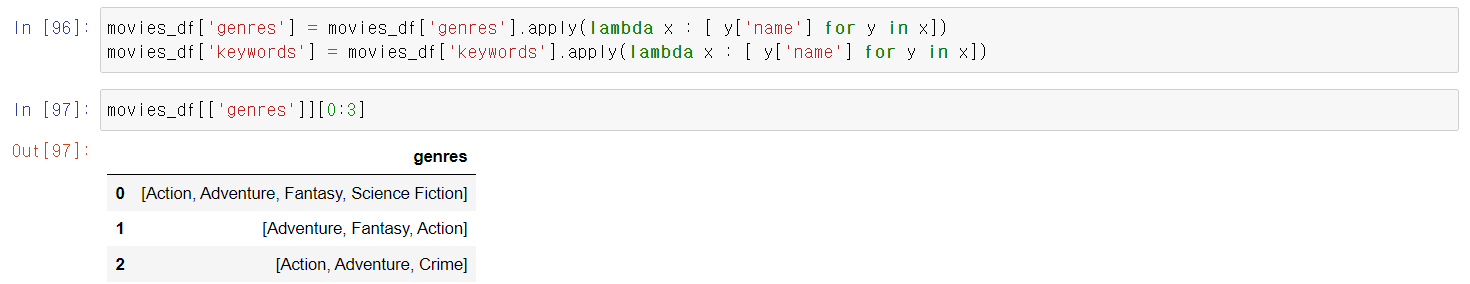 In [96]: movies_df['genres'] = movies_df['genres'].apply(lambda x : [ y['name'] for y in x])
movies_df['keywords'] = movies_df['keywords'].apply(lambda x : [ y['name'] for y in x])
In [97]: movies_df[['genres']][0:3]
Out[97]:
genres
0 [Action, Adventure, Fantasy, Science Fiction]
1 [Adventure, Fantasy, Action]
2 [Action, Adventure, Crime]